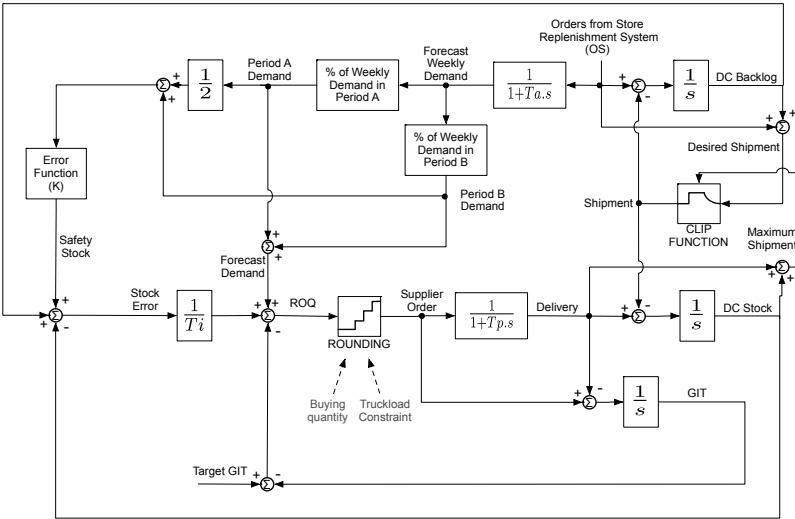 Orders from Store
Replenishment System
(OS)
Period A
Demand
Forecast
Weekly
Demand
1/2
% of Weekly
Demand in
Period A
1/(1+Ta.s)
+
-
1/s
DC Backlog
+
+
+
+
Σ
Σ
Σ
% of Weekly
Demand in
Period B
Desired Shipment
Error
Function
(K)
Period B
Demand
Shipment
CLIP
FUNCTION
Maximum
Shipment
Safety
Stock
Forecast
Demand
+
+
Σ
+
+
Σ
Stock
Error
1/Ti
+
+
-
Σ
ROQ
ROUNDING
Supplier
Order
1/(1+Tp.s)
Delivery
+
-
Σ
1/s
DC Stock
+
+
-
Σ
Buying
quantity
Truckload
Constraint
+
-
Σ
1/s
GIT
Target GIT
+
-
Σ